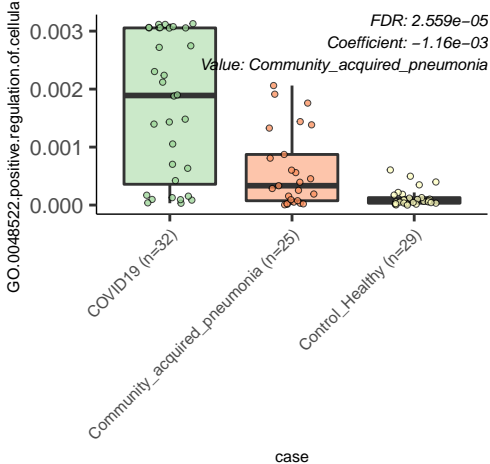 GO.0048522.positive.regulation.of.cellula
0.003
0.002
0.001
0.000
FDR: 2.559e−05
Coefficient: −1.16e−03
Value: Community_acquired_pneumonia
COVID19 (n=32)
Community_acquired_pneumonia (n=25)
Control_Healthy (n=29)
case